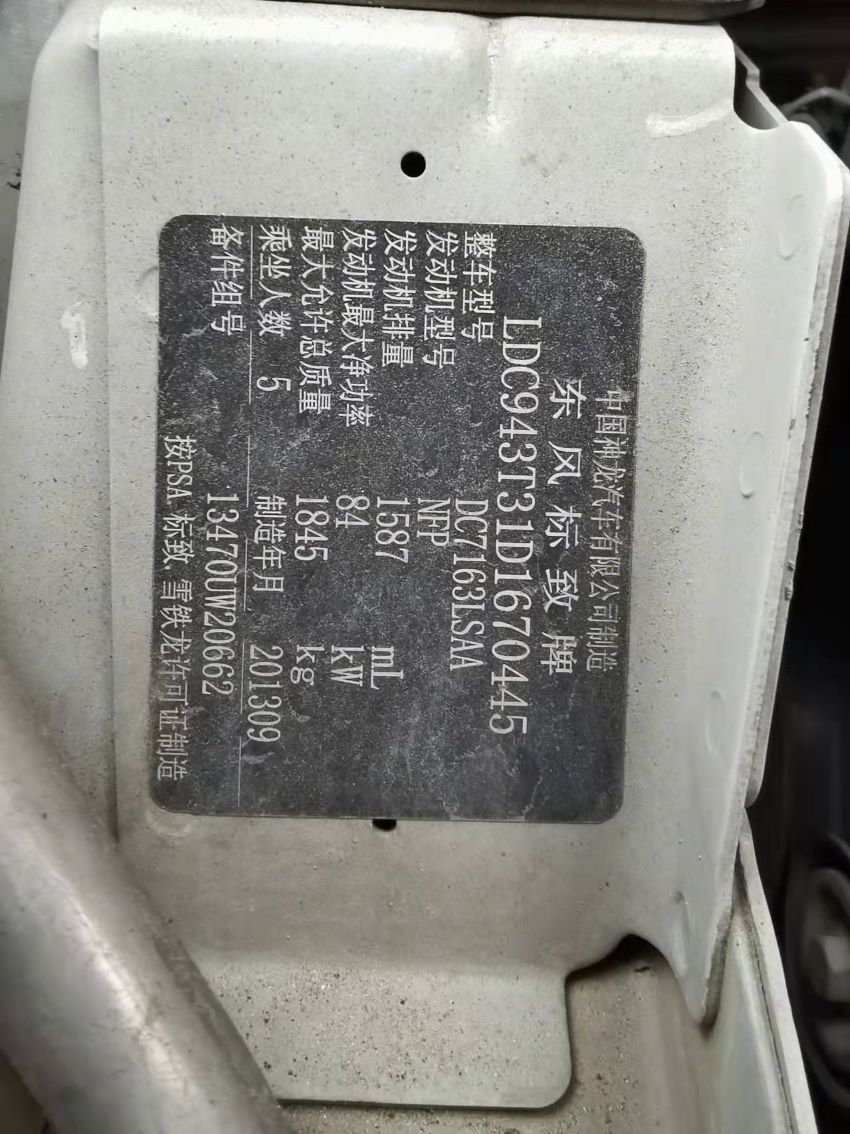 中国神龙汽车有限公司制造
东风标致牌
LDC943T31D1670445
整车型号 DC7163LSAA
发动机型号 NPP
发动机排量 1587 mL
发动机最大净功率 84 kW
最大允许总质量 1845 kg
乘坐人数 5 制造年月 201309
备件组号 13470UW20662
按PSA 标致 雪铁龙许可证制造